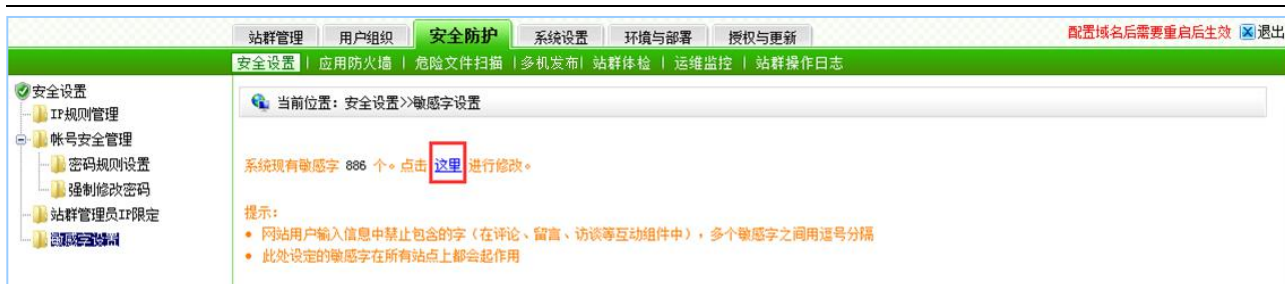 站群管理 用户组织 安全防护 系统设置 环境与部署 授权与更新 配置域名后需要重启后生效 退出
安全设置 | 应用防火墙 | 危险文件扫描 | 多机发布 | 站群体检 | 运维监控 | 站群操作日志
安全设置
IP规则管理
帐号安全管理
密码规则设置
强制修改密码
站群管理员IP限定
敏感字设置
当前位置：安全设置>>敏感字设置
系统现有敏感字 886 个。点击 这里 进行修改。
提示：
• 网站用户输入信息中禁止包含的字（在评论、留言、访谈等互动组件中），多个敏感字之间用逗号分隔
• 此处设定的敏感字在所有站点上都会起作用